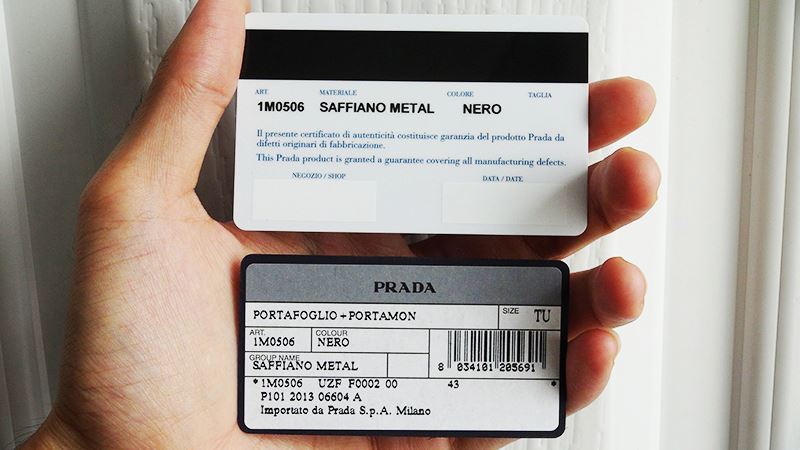 ART. MATERIALE COLORE TAGLIA
1M0506 SAFFIANO METAL NERO
Il presente certificato di autenticità costituisce garanzia del prodotto Prada da
difetti originari di fabbricazione.
This Prada product is granted a guarantee covering all manufacturing defects.
NEGOZIO / SHOP DATA / DATE
PRADA
PORTAFOGLIO + PORTAMON SIZE TU
ART. COLOUR
1M0506 NERO
GROUP NAME
SAFFIANO METAL
8 034101 205691
* 1M0506 UZF F0002 00 43 *
P101 2013 06604 A
Importato da Prada S.p.A. Milano